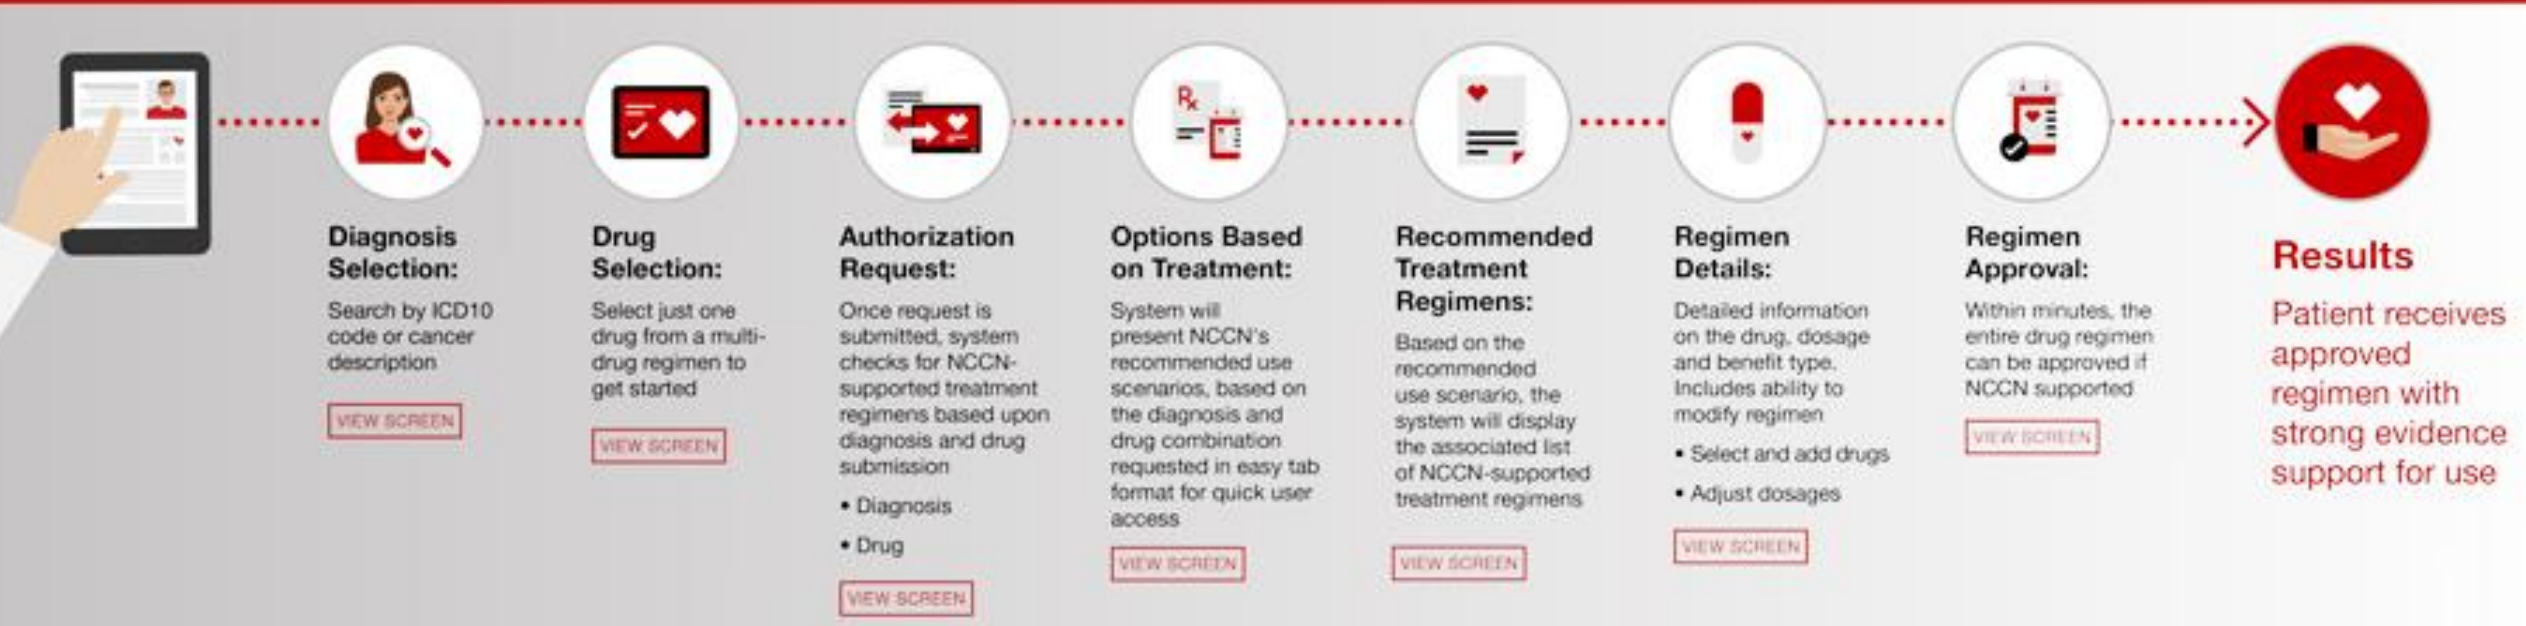 Diagnosis
Selection:
Search by ICD10
code or cancer
description
VIEW SCREEN
Drug
Selection:
Select just one
drug from a multi-
drug regimen to
get started
VIEW SCREEN
Authorization
Request:
Once request is
submitted, system
checks for NCCN-
supported treatment
regimens based upon
diagnosis and drug
submission
• Diagnosis
• Drug
VIEW SCREEN
Rx
Options Based
on Treatment:
System will
present NCCN's
recommended use
scenarios, based on
the diagnosis and
drug combination
requested in easy tab
format for quick user
access
VIEW SCREEN
Recommended
Treatment
Regimens:
Based on the
recommended
use scenario, the
system will display
the associated list
of NCCN-supported
treatment regimens
VIEW SCREEN
Regimen
Details:
Detailed information
on the drug, dosage
and benefit type.
Includes ability to
modify regimen
• Select and add drugs
• Adjust dosages
VIEW SCREEN
Regimen
Approval:
Within minutes, the
entire drug regimen
can be approved if
NCCN supported
VIEW SCREEN
Results
Patient receives
approved
regimen with
strong evidence
support for use